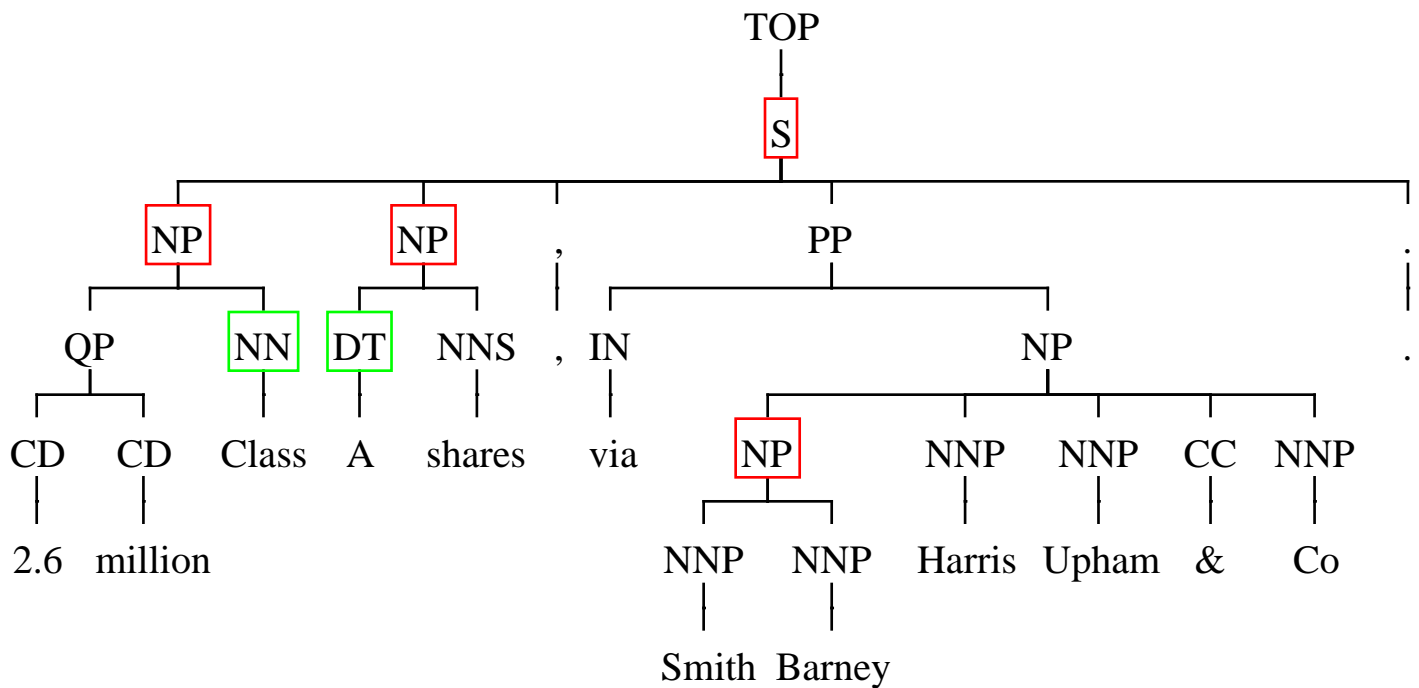 TOP
S
NP NP , PP .
QP NN DT NNS , IN NP .
CD CD Class A shares via NP NNP NNP CC NNP
2.6 million NNP NNP Harris Upham & Co
Smith Barney